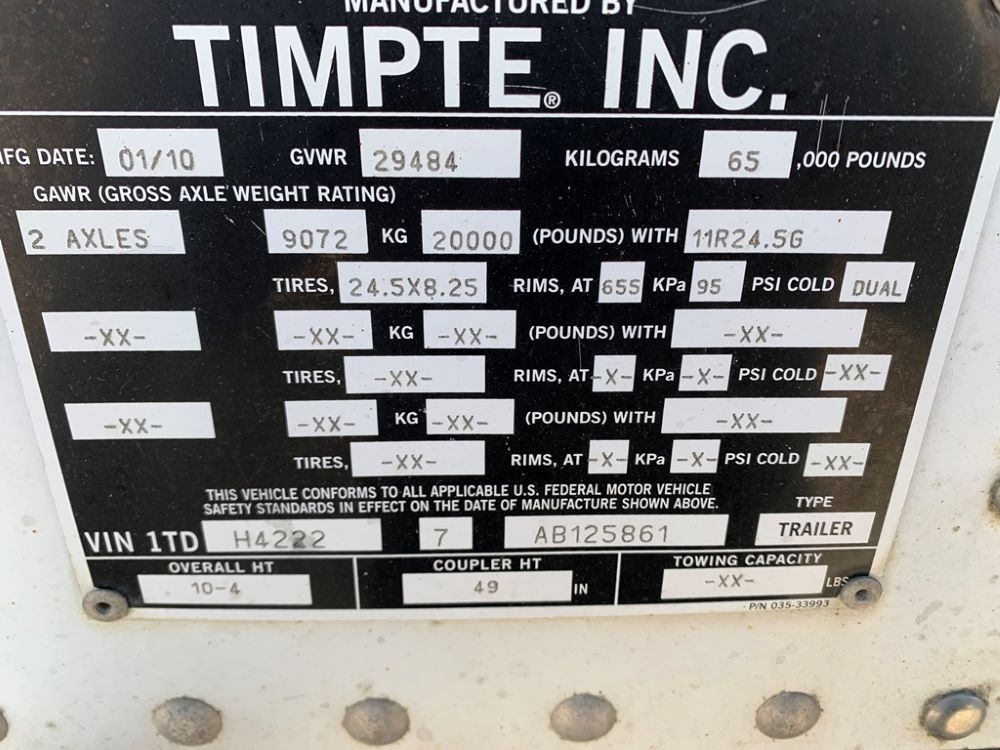 MANUFACTURED BY
TIMPTE® INC.
MFG DATE: 01/10 GVWR 29484 KILOGRAMS 65 ,000 POUNDS
GAWR (GROSS AXLE WEIGHT RATING)
2 AXLES 9072 KG 20000 (POUNDS) WITH 11R24.5G
TIRES, 24.5X8.25 RIMS, AT 655 KPa 95 PSI COLD DUAL
-XX- -XX- KG -XX- (POUNDS) WITH -XX-
TIRES, -XX- RIMS, AT -X- KPa -X- PSI COLD -XX-
-XX- -XX- KG -XX- (POUNDS) WITH -XX-
TIRES, -XX- RIMS, AT -X- KPa -X- PSI COLD -XX-
THIS VEHICLE CONFORMS TO ALL APPLICABLE U.S. FEDERAL MOTOR VEHICLE
SAFETY STANDARDS IN EFFECT ON THE DATE OF MANUFACTURE SHOWN ABOVE.
TYPE
VIN 1TD H4222 7 AB125861 TRAILER
OVERALL HT COUPLER HT TOWING CAPACITY
10-4 49 IN -XX- LBS
P/N 035-33993